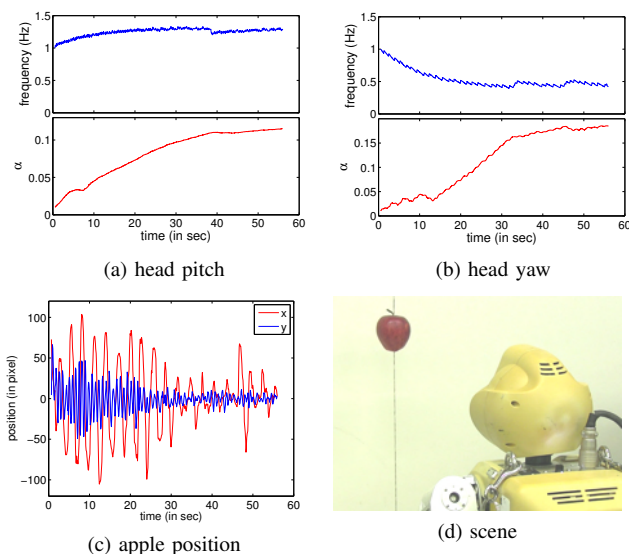 1.5
1
0.5
0
frequency (Hz)
0.1
0.05
0
α
0 10 20 30 40 50 60
time (in sec)
(a) head pitch
1.5
1
0.5
0
frequency (Hz)
0.15
0.1
0.05
0
α
0 10 20 30 40 50 60
time (in sec)
(b) head yaw
100
50
0
−50
−100
position (in pixel)
x
y
0 10 20 30 40 50 60
time (in sec)
(c) apple position
(d) scene